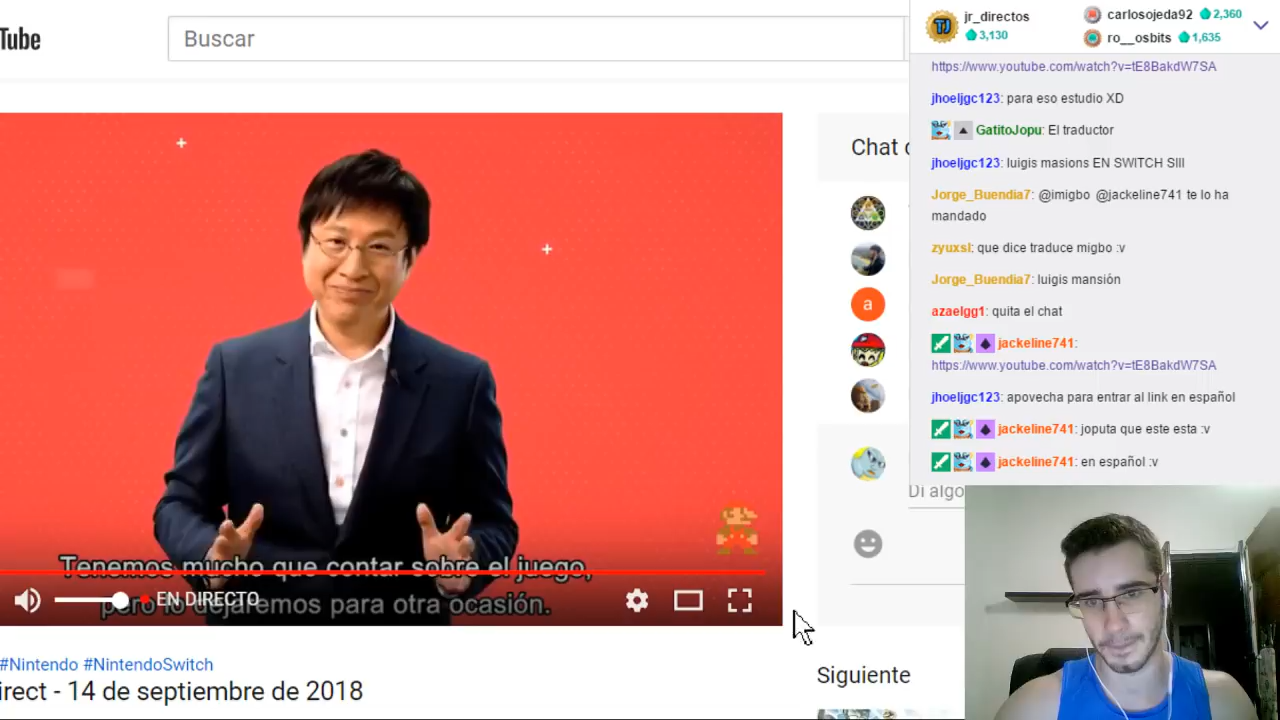 Tube
Buscar
Tenemos mucho que contar sobre el juego,
pero lo dejaremos para otra ocasión.
EN DIRECTO
#Nintendo #NintendoSwitch
irect - 14 de septiembre de 2018
Chat
a
Di algo
Siguiente
TJ
jr_directos
3,130
carlosojeda92 2,360
ro__osbits 1,635
https://www.youtube.com/watch?v=tE8BakdW7SA
jhoeljgc123: para eso estudio XD
GatitoJopu: El traductor
jhoeljgc123: luigis masions EN SWITCH SIII
Jorge_Buendia7: @imigbo @jackeline741 te lo ha
mandado
zyuxsl: que dice traduce migbo :v
Jorge_Buendia7: luigis mansión
azaelgg1: quita el chat
jackeline741:
https://www.youtube.com/watch?v=tE8BakdW7SA
jhoeljgc123: apovecha para entrar al link en español
jackeline741: joputa que este esta :v
jackeline741: en español :v